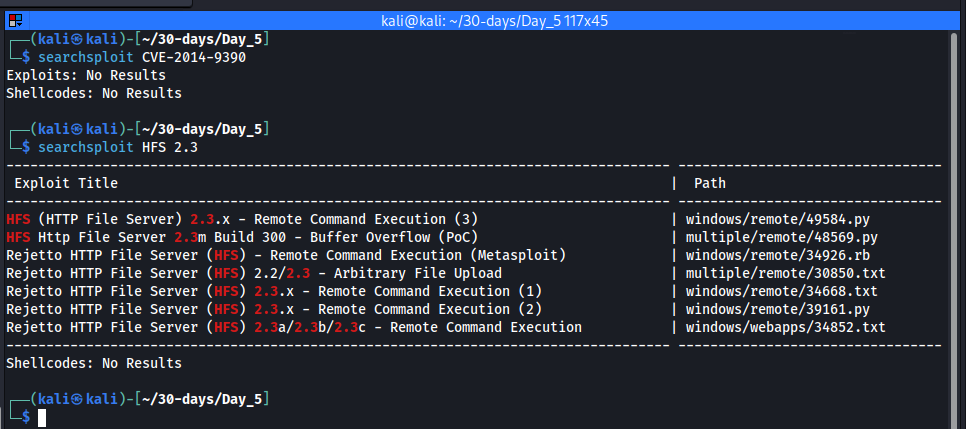 kali@kali: ~/30-days/Day_5 117x45
┌──(kali㉿kali)-[~/30-days/Day_5]
└─$ searchsploit CVE-2014-9390
Exploits: No Results
Shellcodes: No Results
┌──(kali㉿kali)-[~/30-days/Day_5]
└─$ searchsploit HFS 2.3
----------------------------------------------------------------------------------- ---------------------------------
Exploit Title | Path
----------------------------------------------------------------------------------- ---------------------------------
HFS (HTTP File Server) 2.3.x - Remote Command Execution (3) | windows/remote/49584.py
HFS Http File Server 2.3m Build 300 - Buffer Overflow (PoC) | multiple/remote/48569.py
Rejetto HTTP File Server (HFS) - Remote Command Execution (Metasploit) | windows/remote/34926.rb
Rejetto HTTP File Server (HFS) 2.2/2.3 - Arbitrary File Upload | multiple/remote/30850.txt
Rejetto HTTP File Server (HFS) 2.3.x - Remote Command Execution (1) | windows/remote/34668.txt
Rejetto HTTP File Server (HFS) 2.3.x - Remote Command Execution (2) | windows/remote/39161.py
Rejetto HTTP File Server (HFS) 2.3a/2.3b/2.3c - Remote Command Execution | windows/webapps/34852.txt
----------------------------------------------------------------------------------- ---------------------------------
Shellcodes: No Results
┌──(kali㉿kali)-[~/30-days/Day_5]
└─$